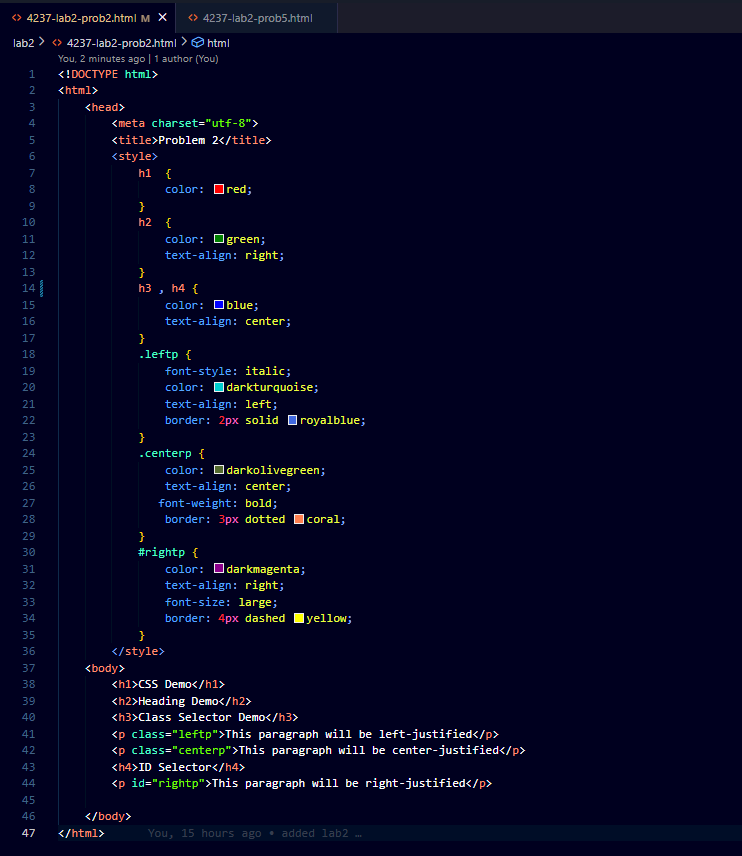 <> 4237-lab2-prob2.html M × <> 4237-lab2-prob5.html
lab2 > <> 4237-lab2-prob2.html > html
You, 2 minutes ago | 1 author (You)
1 <!DOCTYPE html>
2 <html>
3     <head>
4         <meta charset="utf-8">
5         <title>Problem 2</title>
6         <style>
7             h1  {
8                 color: red;
9             }
10             h2  {
11                 color: green;
12                 text-align: right;
13             }
14             h3 , h4 {
15                 color: blue;
16                 text-align: center;
17             }
18             .leftp {
19                 font-style: italic;
20                 color: darkturquoise;
21                 text-align: left;
22                 border: 2px solid royalblue;
23             }
24             .centerp {
25                 color: darkolivegreen;
26                 text-align: center;
27                font-weight: bold;
28                 border: 3px dotted coral;
29             }
30             #rightp {
31                 color: darkmagenta;
32                 text-align: right;
33                 font-size: large;
34                 border: 4px dashed yellow;
35             }
36         </style>
37     <body>
38         <h1>CSS Demo</h1>
39         <h2>Heading Demo</h2>
40         <h3>Class Selector Demo</h3>
41         <p class="leftp">This paragraph will be left-justified</p>
42         <p class="centerp">This paragraph will be center-justified</p>
43         <h4>ID Selector</h4>
44         <p id="rightp">This paragraph will be right-justified</p>
45
46     </body>
47 </html> You, 15 hours ago • added lab2 …